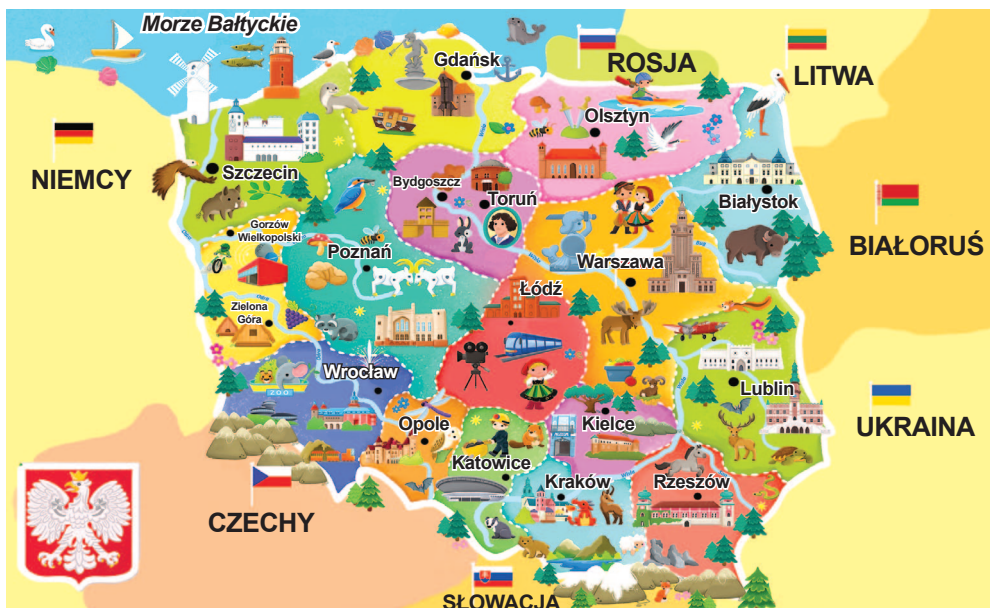 Morze Bałtyckie
Gdańsk
ROSJA
LITWA
Olsztyn
NIEMCY
Szczecin
Bydgoszcz
Toruń
Białystok
BIAŁORUŚ
Gorzów
Wielkopolski
Poznań
Warszawa
Łódź
Zielona
Góra
Wrocław
ZOO
Lublin
UKRAINA
Opole
Kielce
Katowice
Kraków
Rzeszów
CZECHY
SŁOWACJA